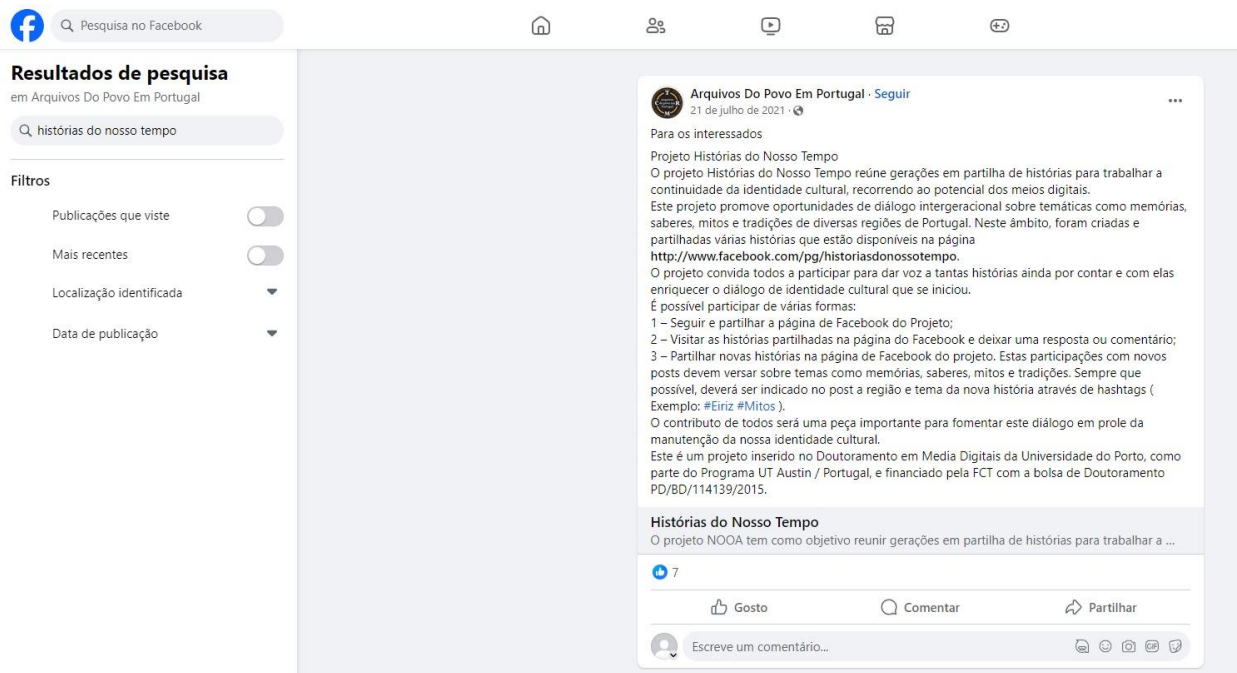 Pesquisa no Facebook
Resultados de pesquisa
em Arquivos Do Povo Em Portugal
histórias do nosso tempo
Filtros
Publicações que viste
Mais recentes
Localização identificada
Data de publicação
Arquivos Do Povo Em Portugal · Seguir
21 de julho de 2021 ·
Para os interessados
Projeto Histórias do Nosso Tempo
O projeto Histórias do Nosso Tempo reúne gerações em partilha de histórias para trabalhar a
continuidade da identidade cultural, recorrendo ao potencial dos meios digitais.
Este projeto promove oportunidades de diálogo intergeracional sobre temáticas como memórias,
saberes, mitos e tradições de diversas regiões de Portugal. Neste âmbito, foram criadas e
partilhadas várias histórias que estão disponíveis na página
http://www.facebook.com/pg/historiasdonossotempo.
O projeto convida todos a participar para dar voz a tantas histórias ainda por contar e com elas
enriquecer o diálogo de identidade cultural que se iniciou.
É possível participar de várias formas:
1 – Seguir e partilhar a página de Facebook do Projeto;
2 – Visitar as histórias partilhadas na página do Facebook e deixar uma resposta ou comentário;
3 – Partilhar novas histórias na página de Facebook do projeto. Estas participações com novos
posts devem versar sobre temas como memórias, saberes, mitos e tradições. Sempre que
possível, deverá ser indicado no post a região e tema da nova história através de hashtags (
Exemplo: #Eiriz #Mitos ).
O contributo de todos será uma peça importante para fomentar este diálogo em prole da
manutenção da nossa identidade cultural.
Este é um projeto inserido no Doutoramento em Media Digitais da Universidade do Porto, como
parte do Programa UT Austin / Portugal, e financiado pela FCT com a bolsa de Doutoramento
PD/BD/114139/2015.
Histórias do Nosso Tempo
O projeto NOOA tem como objetivo reunir gerações em partilha de histórias para trabalhar a ...
7
Gosto
Comentar
Partilhar
Escreve um comentário...
GIF